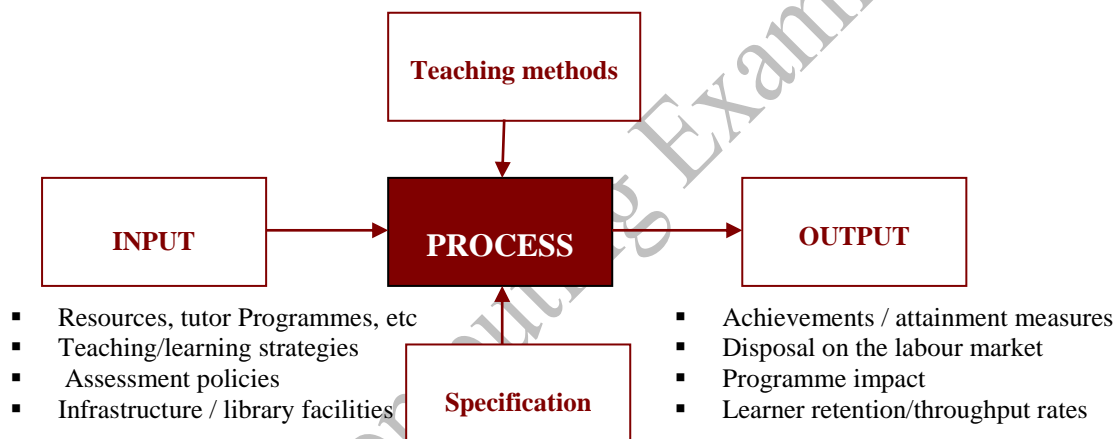 Teaching methods
INPUT
PROCESS
OUTPUT
▪ Resources, tutor Programmes, etc
▪ Teaching/learning strategies
▪ Assessment policies
▪ Infrastructure / library facilities
Specification
▪ Achievements / attainment measures
▪ Disposal on the labour market
▪ Programme impact
▪ Learner retention/throughput rates